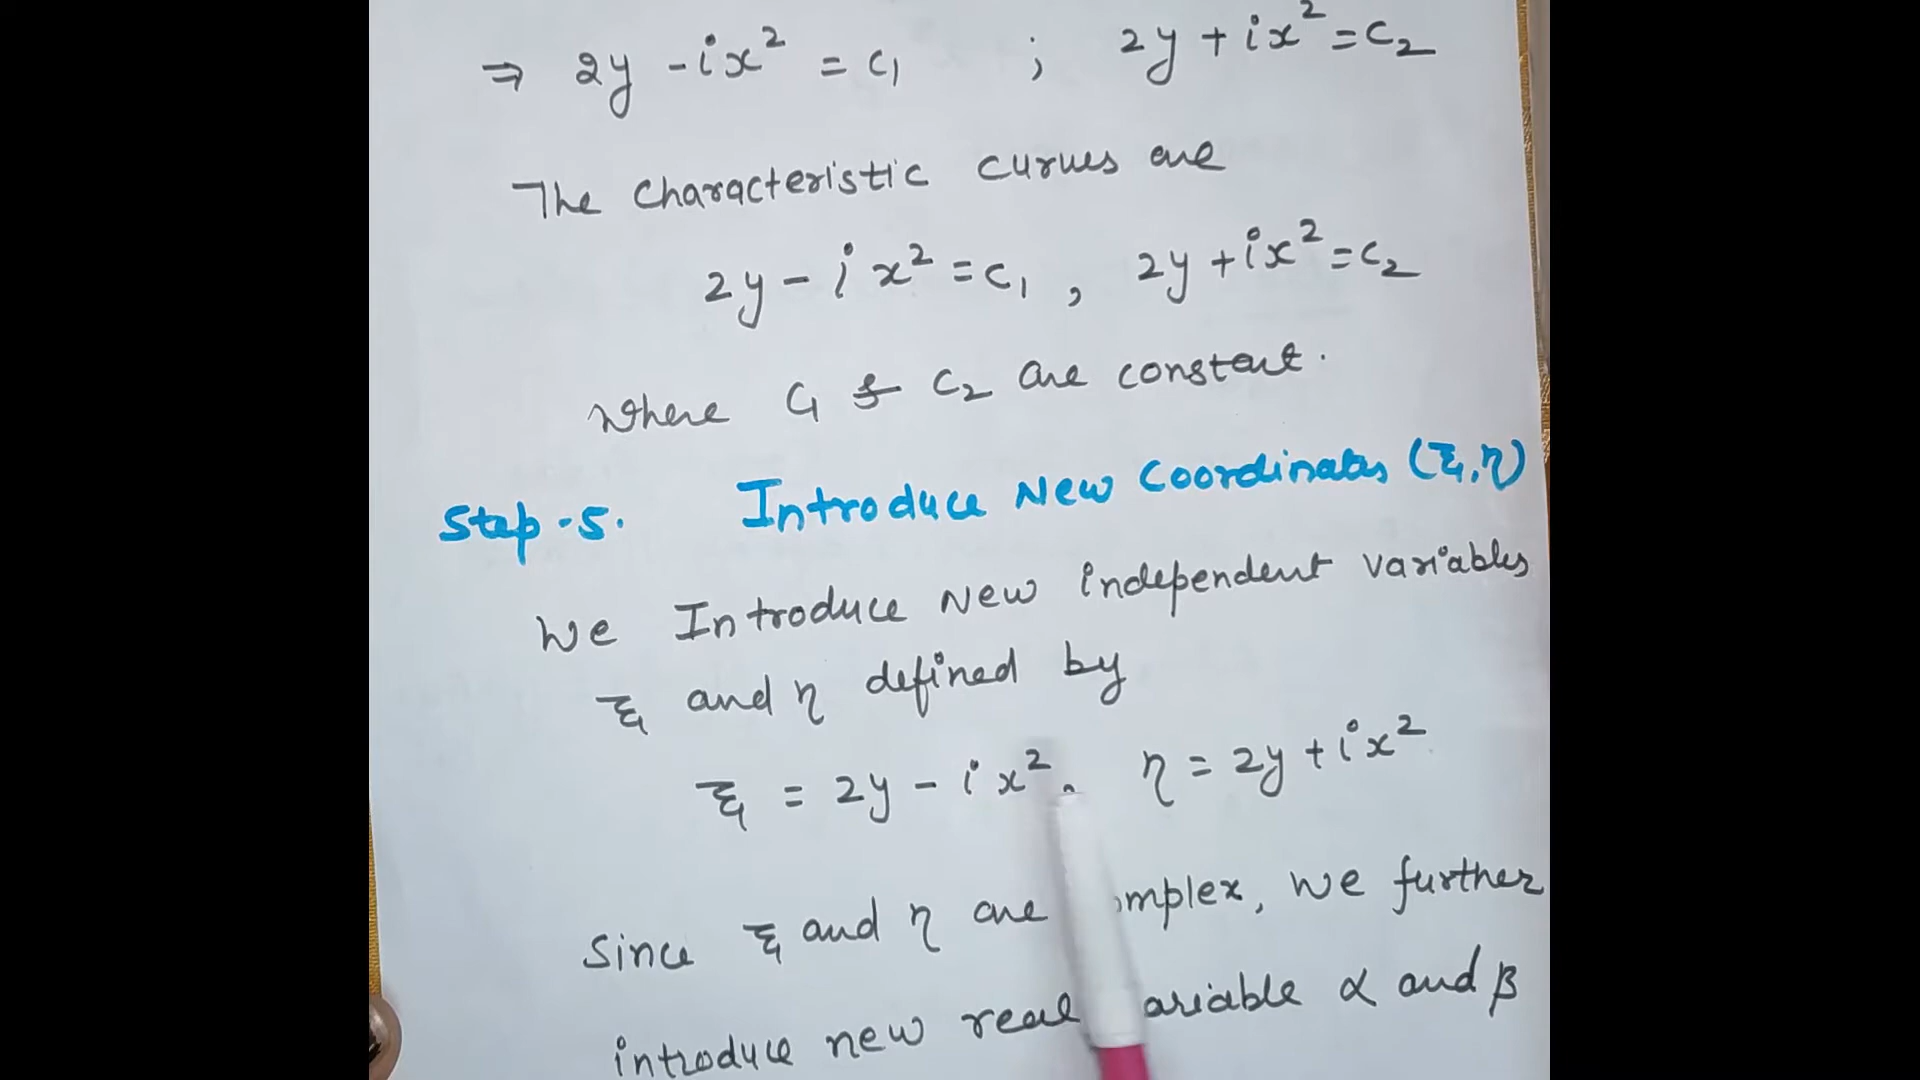 ⇒ 2y - ix² = c₁ ; 2y + ix² = c₂
The characteristic curves are
2y - ix² = c₁ , 2y + ix² = c₂
Where c₁ & c₂ are constant.
Step-5. Introduce New Coordinates (ξ, η)
We Introduce New independent variables
ξ and η defined by
ξ = 2y - ix², η = 2y + ix²
Since ξ and η are omplex, we further
introduce new real ariable α and β